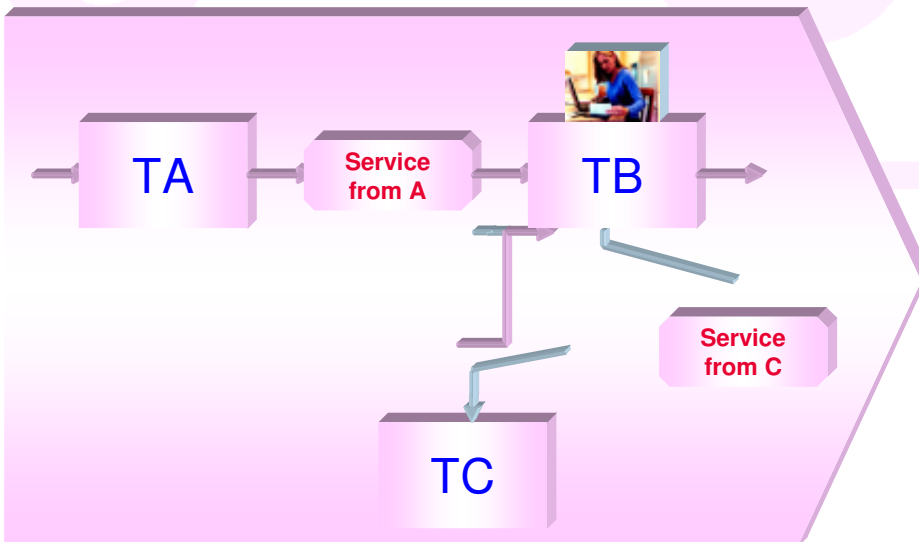 TA
Service
from A
TB
Service
from C
TC